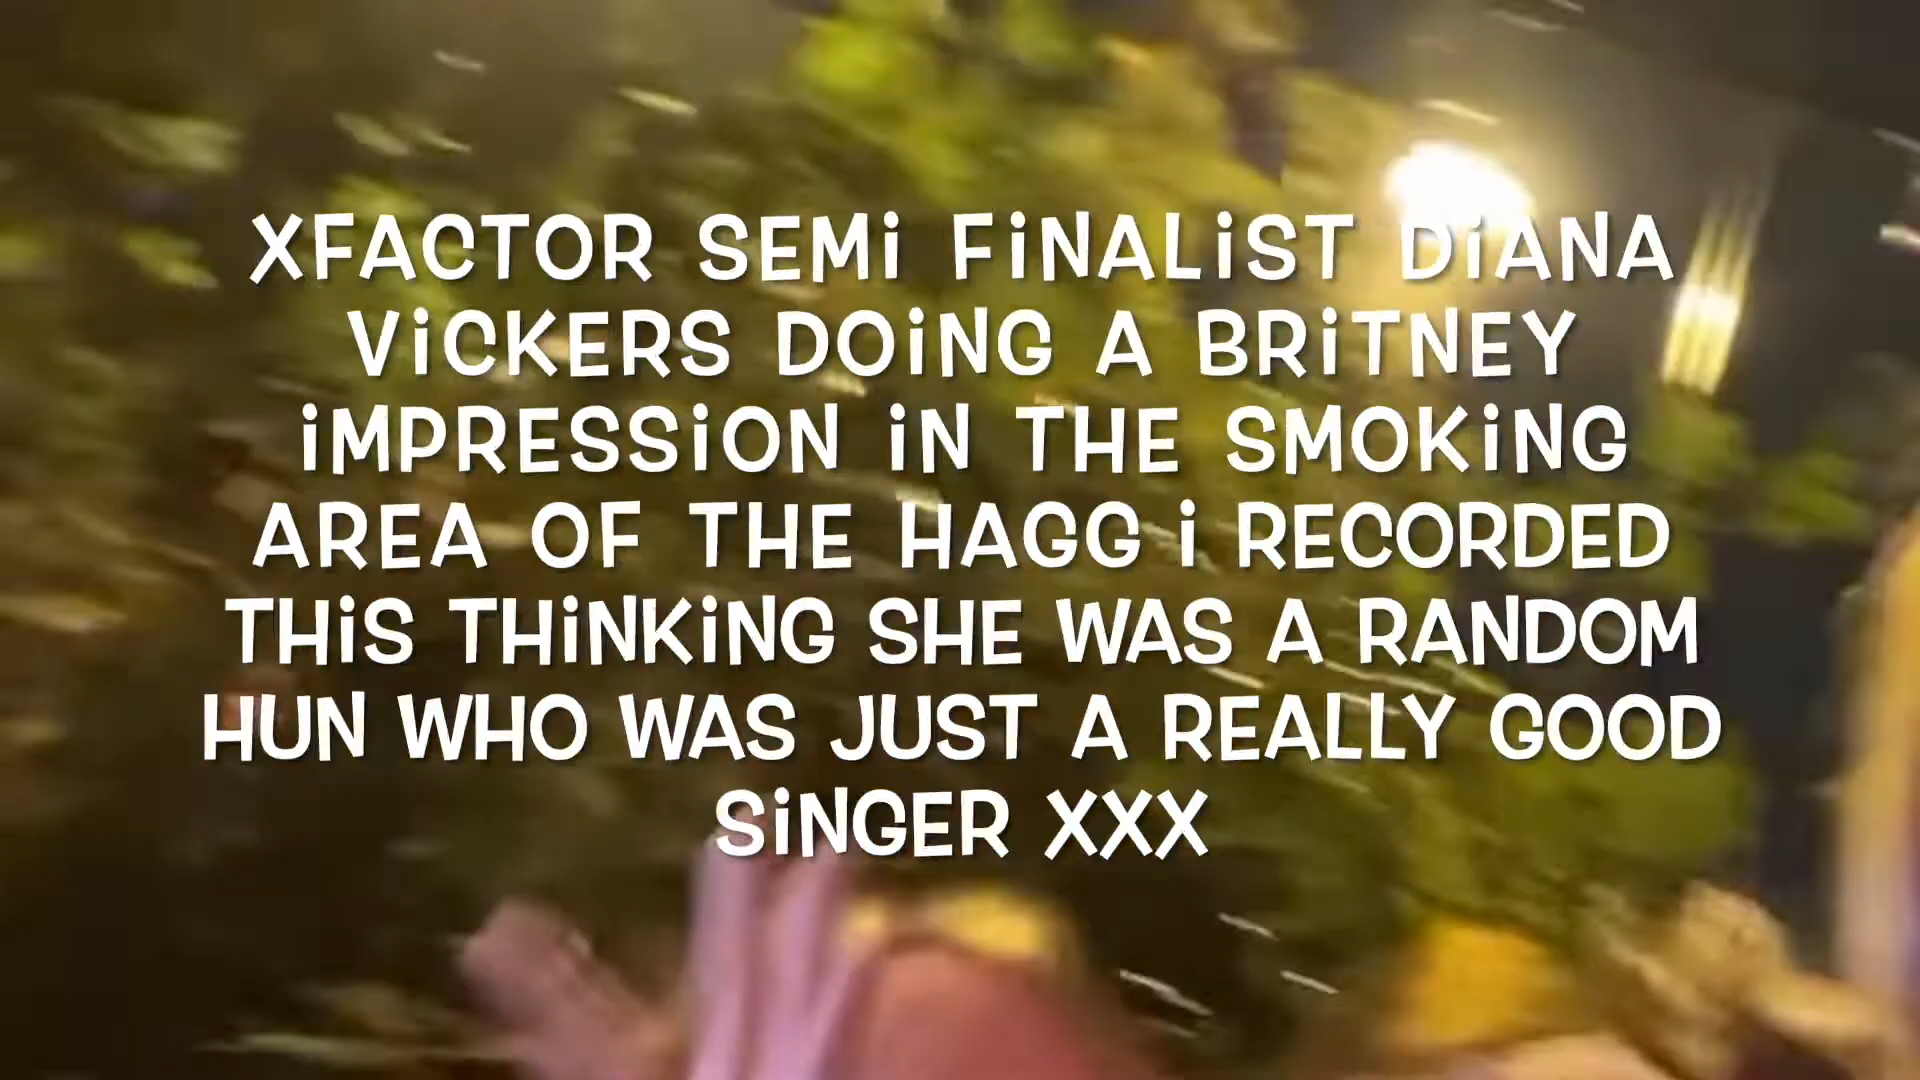 XFACTOR SEMi FiNALiST DiANA
ViCKERS DOiNG A BRiTNEY
iMPRESSiON iN THE SMOKiNG
AREA OF THE HAGG i RECORDED
THiS THiNKiNG SHE WAS A RANDOM
HUN WHO WAS JUST A REALLY GOOD
SiNGER XXX